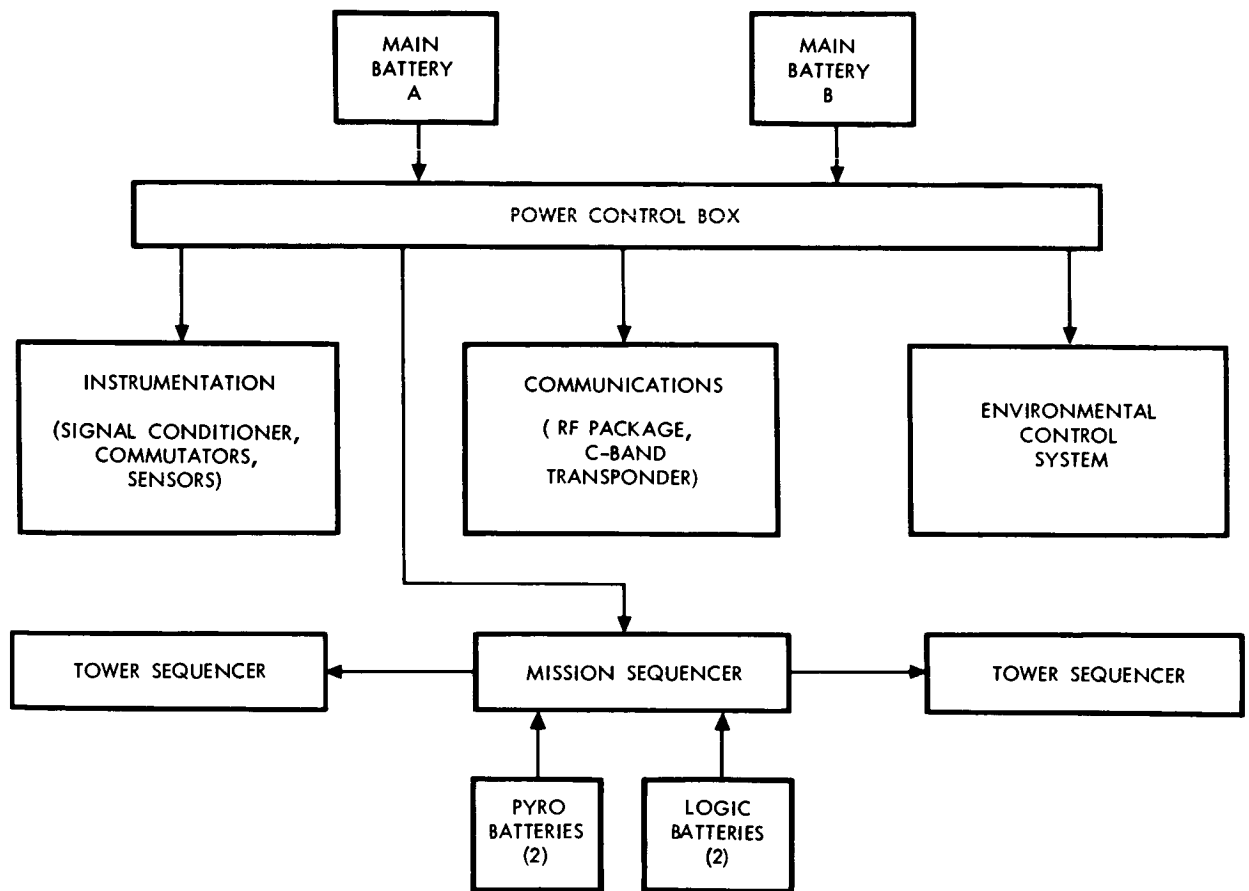 MAIN
BATTERY
A
MAIN
BATTERY
B
POWER CONTROL BOX
INSTRUMENTATION
(SIGNAL CONDITIONER,
COMMUTATORS,
SENSORS)
COMMUNICATIONS
( RF PACKAGE,
C-BAND
TRANSPONDER)
ENVIRONMENTAL
CONTROL
SYSTEM
TOWER SEQUENCER
MISSION SEQUENCER
TOWER SEQUENCER
PYRO
BATTERIES
(2)
LOGIC
BATTERIES
(2)